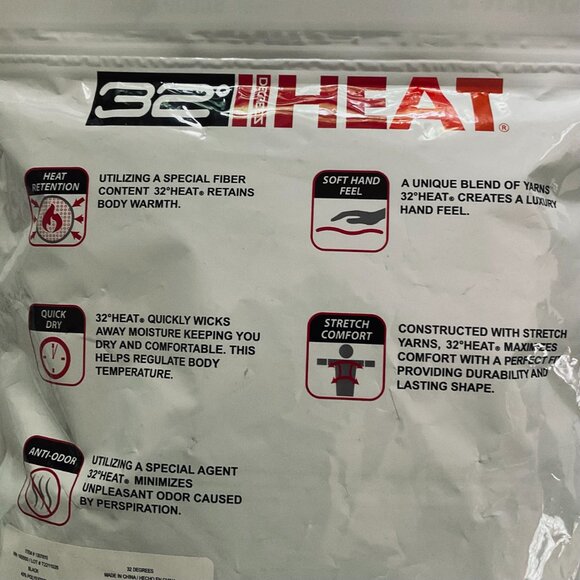 32° DEGREES HEAT®
HEAT
RETENTION
UTILIZING A SPECIAL FIBER
CONTENT 32°HEAT® RETAINS
BODY WARMTH.
SOFT HAND
FEEL
A UNIQUE BLEND OF YARNS
32°HEAT® CREATES A LUXURY
HAND FEEL.
QUICK
DRY
32°HEAT® QUICKLY WICKS
AWAY MOISTURE KEEPING YOU
DRY AND COMFORTABLE. THIS
HELPS REGULATE BODY
TEMPERATURE.
STRETCH
COMFORT
CONSTRUCTED WITH STRETCH
YARNS, 32°HEAT® MAXIMIZES
COMFORT WITH A PERFECT FIT
PROVIDING DURABILITY AND
LASTING SHAPE.
ANTI-ODOR
UTILIZING A SPECIAL AGENT
32°HEAT® MINIMIZES
UNPLEASANT ODOR CAUSED
BY PERSPIRATION.
ITEM #
LOT #
BLACK
32 DEGREES
MADE IN CHINA / HECHO EN